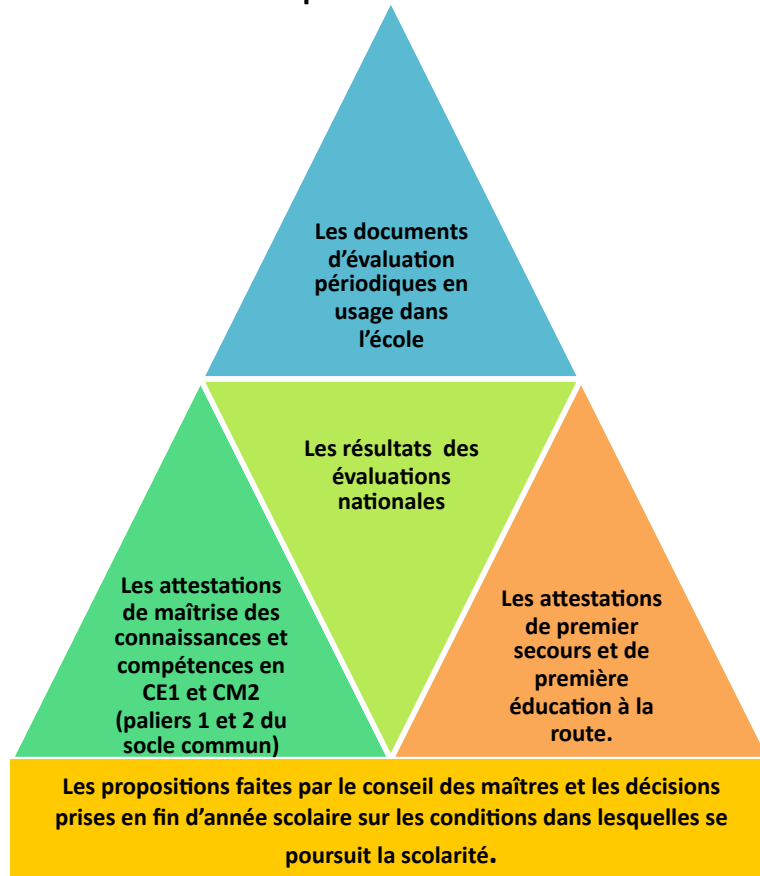 Les documents
d'évaluation
périodiques en
usage dans
l'école
Les résultats des
évaluations
nationales
Les attestations
de maîtrise des
connaissances et
compétences en
CE1 et CM2
(paliers 1 et 2 du
socle commun)
Les attestations
de premier
secours et de
première
éducation à la
route.
Les propositions faites par le conseil des maîtres et les décisions
prises en fin d'année scolaire sur les conditions dans lesquelles se
poursuit la scolarité.